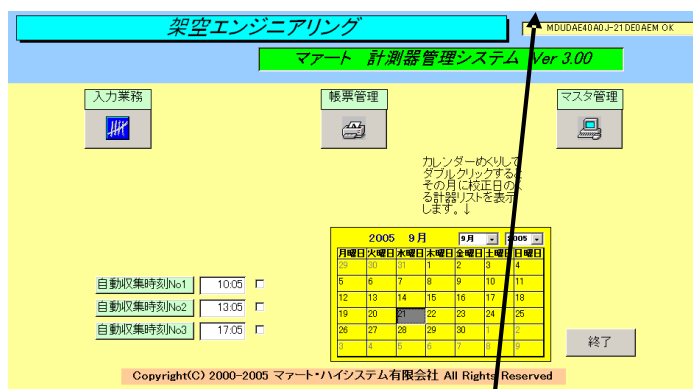 架空エンジニアリング
MDUDAE40A0J-21DE0AEM OK
マァート 計測器管理システム Ver 3.00
入力業務
帳票管理
マスタ管理
カレンダーめくりして
ダブルクリックすると
その月に校正日のく
る計器リストを表示
します。↓
2005 9月
9月
2005
月曜日 火曜日 水曜日 木曜日 金曜日 土曜日 日曜日
29 30 31 1 2 3 4
5 6 7 8 9 10 11
12 13 14 15 16 17 18
19 20 21 22 23 24 25
26 27 28 29 30 1 2
3 4 5 6 7 8 9
自動収集時刻No1 10:05
自動収集時刻No2 13:05
自動収集時刻No3 17:05
終了
Copyright(C) 2000-2005 マァート・ハイシステム有限会社 All Rights Reserved